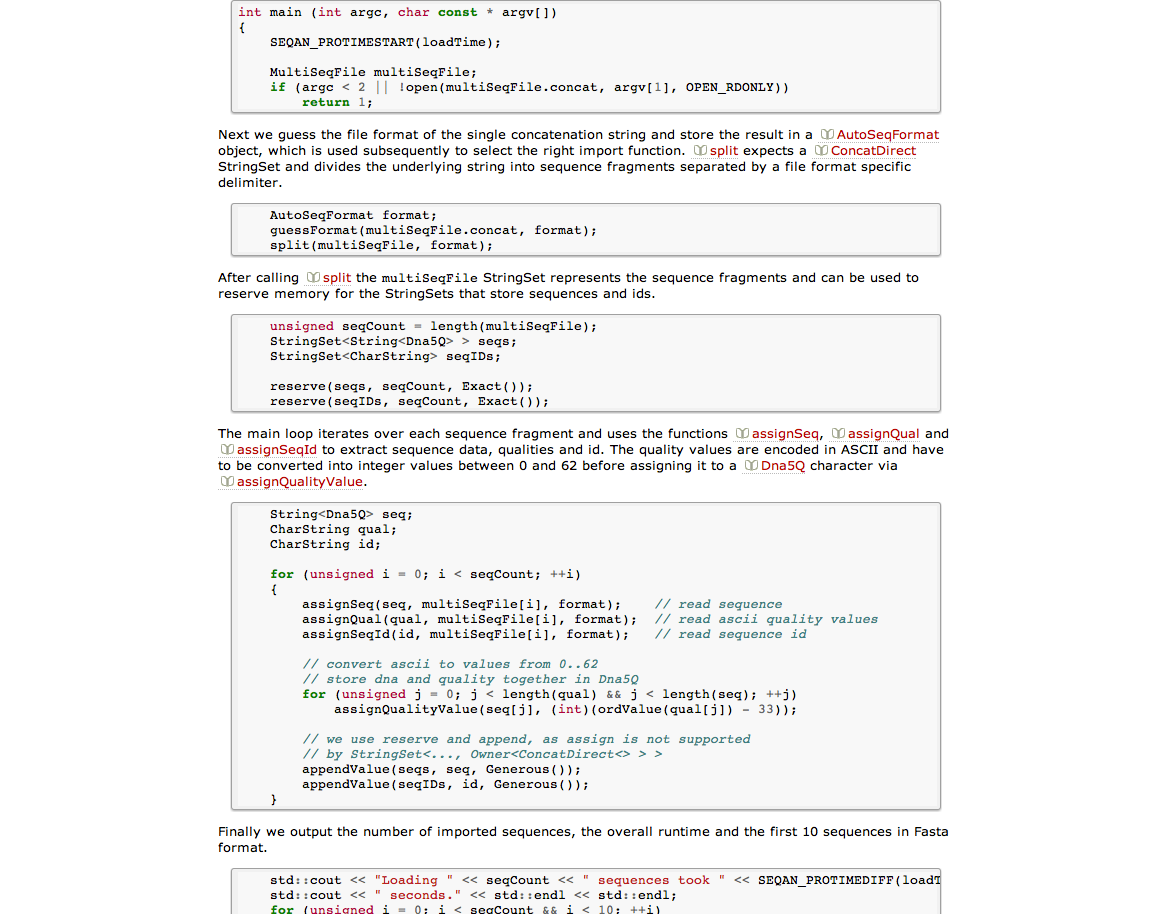 int main (int argc, char const * argv[])
{
    SEQAN_PROTIMESTART(loadTime);
    MultiSeqFile multiSeqFile;
    if (argc < 2 || !open(multiSeqFile.concat, argv[1], OPEN_RDONLY))
        return 1;
Next we guess the file format of the single concatenation string and store the result in a AutoSeqFormat
object, which is used subsequently to select the right import function. split expects a ConcatDirect
StringSet and divides the underlying string into sequence fragments separated by a file format specific
delimiter.
    AutoSeqFormat format;
    guessFormat(multiSeqFile.concat, format);
    split(multiSeqFile, format);
After calling split the multiSeqFile StringSet represents the sequence fragments and can be used to
reserve memory for the StringSets that store sequences and ids.
    unsigned seqCount = length(multiSeqFile);
    StringSet<String<Dna5Q> > seqs;
    StringSet<CharString> seqIDs;
    reserve(seqs, seqCount, Exact());
    reserve(seqIDs, seqCount, Exact());
The main loop iterates over each sequence fragment and uses the functions assignSeq, assignQual and
assignSeqId to extract sequence data, qualities and id. The quality values are encoded in ASCII and have
to be converted into integer values between 0 and 62 before assigning it to a Dna5Q character via
assignQualityValue.
    String<Dna5Q> seq;
    CharString qual;
    CharString id;
    for (unsigned i = 0; i < seqCount; ++i)
    {
        assignSeq(seq, multiSeqFile[i], format);    // read sequence
        assignQual(qual, multiSeqFile[i], format);  // read ascii quality values
        assignSeqId(id, multiSeqFile[i], format);   // read sequence id
        // convert ascii to values from 0..62
        // store dna and quality together in Dna5Q
        for (unsigned j = 0; j < length(qual) && j < length(seq); ++j)
            assignQualityValue(seq[j], (int)(ordValue(qual[j]) - 33));
        // we use reserve and append, as assign is not supported
        // by StringSet<..., Owner<ConcatDirect<> > >
        appendValue(seqs, seq, Generous());
        appendValue(seqIDs, id, Generous());
    }
Finally we output the number of imported sequences, the overall runtime and the first 10 sequences in Fasta
format.
    std::cout << "Loading " << seqCount << " sequences took " << SEQAN_PROTIMEDIFF(loadT
    std::cout << " seconds." << std::endl << std::endl;
    for (unsigned i = 0; i < seqCount && i < 10; ++i)